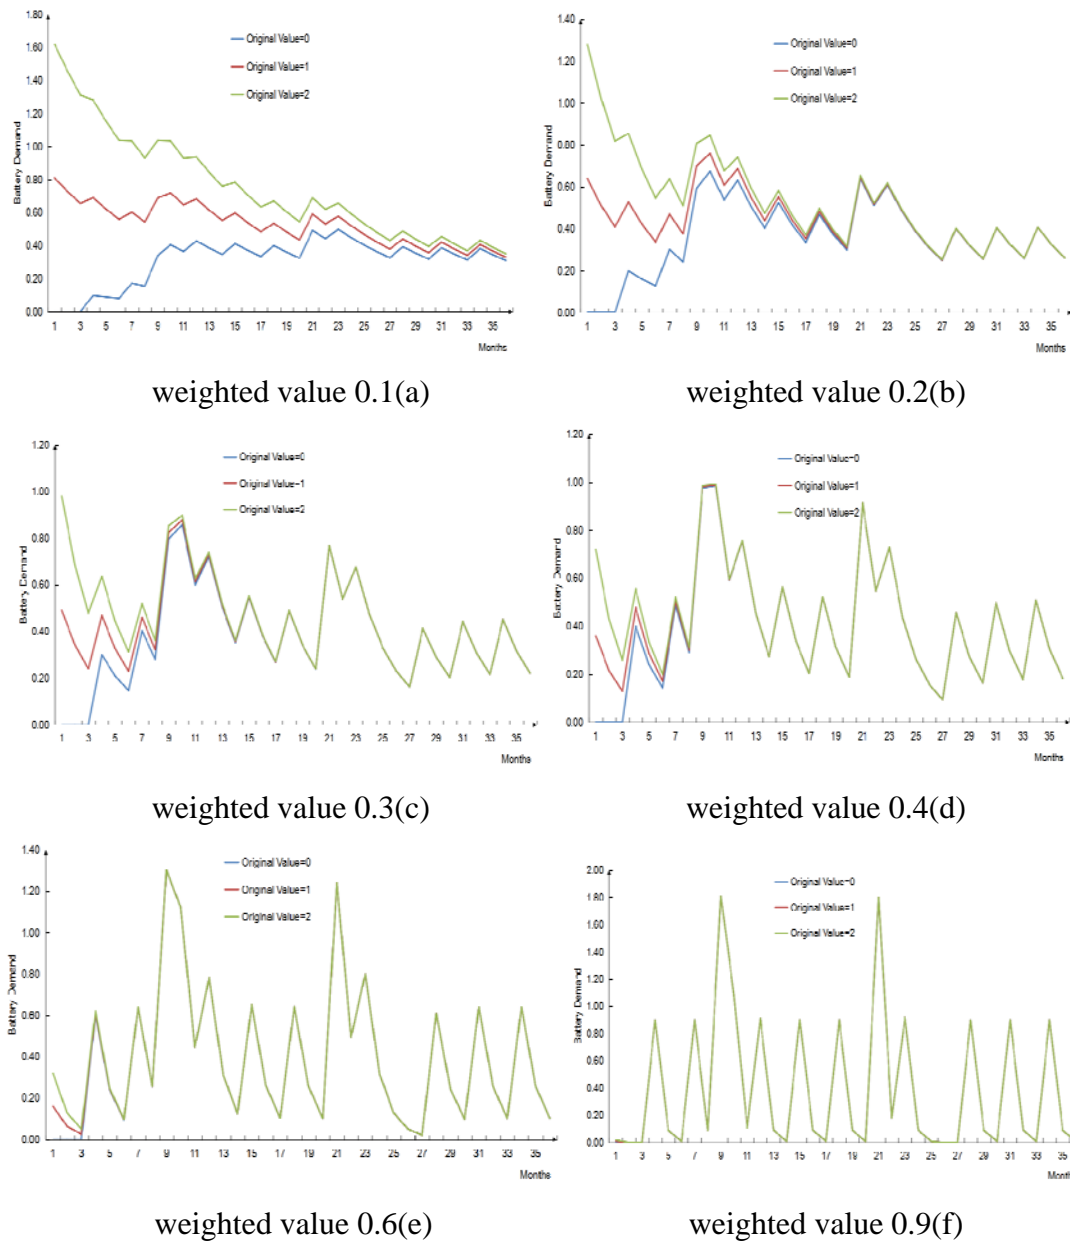 1.80
1.60
1.40
1.20
1.00
0.80
0.60
0.40
0.20
0.00
Battery Demand
Original Value=0
Original Value=1
Original Value=2
1 3 5 7 9 11 13 15 17 19 21 23 25 27 29 31 33 35
Months
weighted value 0.1(a)
1.40
1.20
1.00
0.80
0.60
0.40
0.20
0.00
Battery Demand
Original Value=0
Original Value=1
Original Value=2
1 3 5 7 9 11 13 15 17 19 21 23 25 27 29 31 33 35
Months
weighted value 0.2(b)
1.20
1.00
0.80
0.60
0.40
0.20
0.00
Battery Demand
Original Value=0
Original Value=1
Original Value=2
1 3 5 7 9 11 13 15 17 19 21 23 25 27 29 31 33 35
Months
weighted value 0.3(c)
1.20
1.00
0.80
0.60
0.40
0.20
0.00
Battery Demand
Original Value=0
Original Value=1
Original Value=2
1 3 5 7 9 11 13 15 17 19 21 23 25 27 29 31 33 35
Months
weighted value 0.4(d)
1.40
1.20
1.00
0.80
0.60
0.40
0.20
0.00
Battery Demand
Original Value=0
Original Value=1
Original Value=2
1 3 5 7 9 11 13 15 17 19 21 23 25 27 29 31 33 35
Months
weighted value 0.6(e)
2.00
1.80
1.60
1.40
1.20
1.00
0.80
0.60
0.40
0.20
0.00
Battery Demand
Original Value=0
Original Value=1
Original Value=2
1 3 5 7 9 11 13 15 17 19 21 23 25 27 29 31 33 35
Month
weighted value 0.9(f)